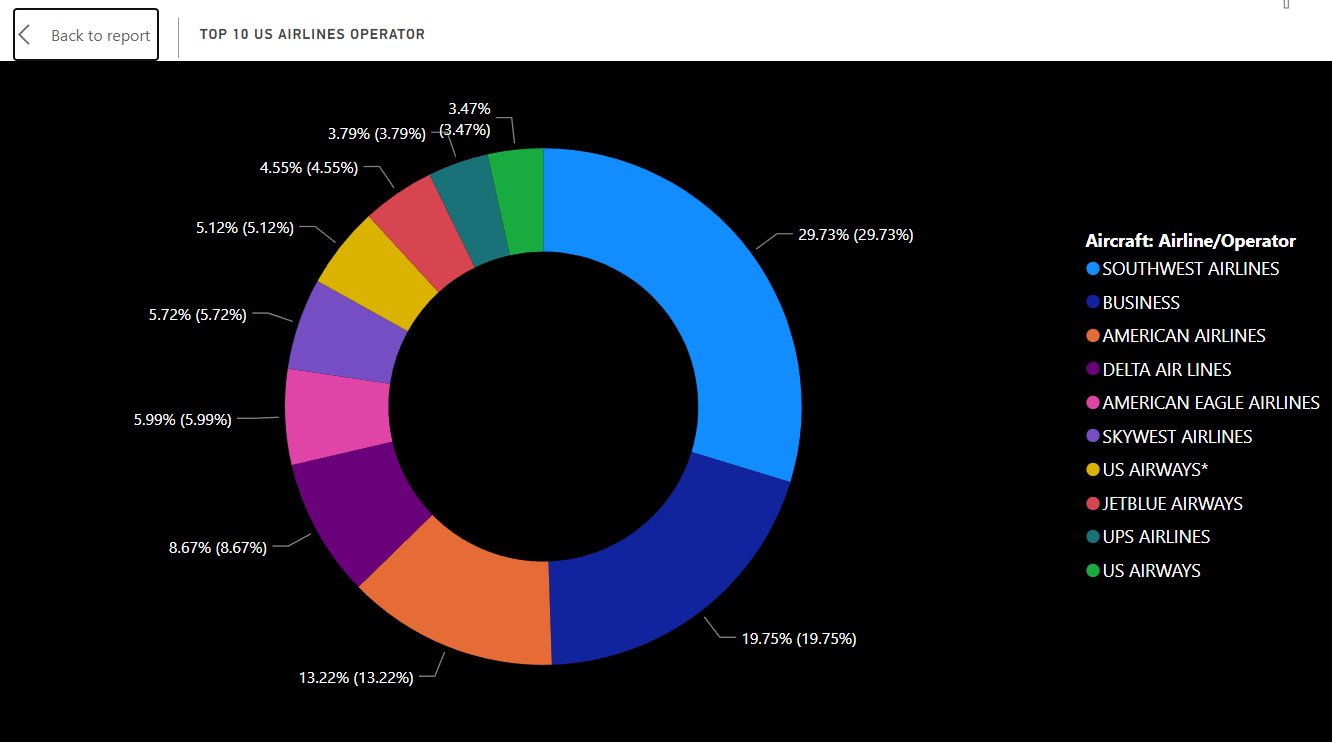 Back to report
TOP 10 US AIRLINES OPERATOR
3.47%
(3.47%)
3.79% (3.79%)
4.55% (4.55%)
5.12% (5.12%)
5.72% (5.72%)
5.99% (5.99%)
8.67% (8.67%)
13.22% (13.22%)
19.75% (19.75%)
29.73% (29.73%)
Aircraft: Airline/Operator
SOUTHWEST AIRLINES
BUSINESS
AMERICAN AIRLINES
DELTA AIR LINES
AMERICAN EAGLE AIRLINES
SKYWEST AIRLINES
US AIRWAYS*
JETBLUE AIRWAYS
UPS AIRLINES
US AIRWAYS